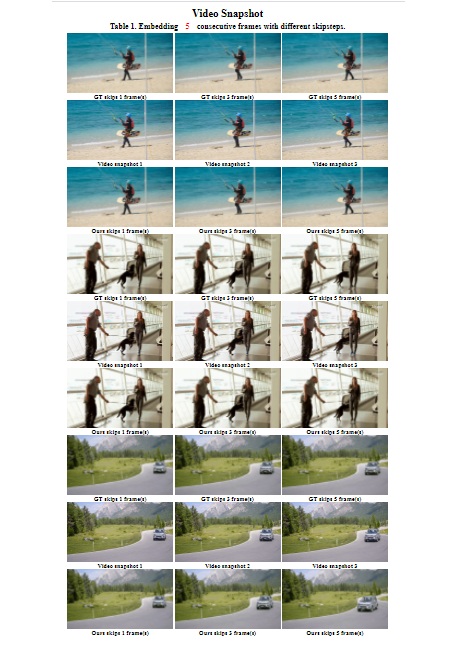 Video Snapshot
Table 1. Embedding 5 consecutive frames with different skipsteps.
GT skips 1 frame(s) GT skips 3 frame(s) GT skips 5 frame(s)
Video snapshot 1 Video snapshot 2 Video snapshot 3
Ours skips 1 frame(s) Ours skips 3 frame(s) Ours skips 5 frame(s)
GT skips 1 frame(s) GT skips 3 frame(s) GT skips 5 frame(s)
Video snapshot 1 Video snapshot 2 Video snapshot 3
Ours skips 1 frame(s) Ours skips 3 frame(s) Ours skips 5 frame(s)
GT skips 1 frame(s) GT skips 3 frame(s) GT skips 5 frame(s)
Video snapshot 1 Video snapshot 2 Video snapshot 3
Ours skips 1 frame(s) Ours skips 3 frame(s) Ours skips 5 frame(s)